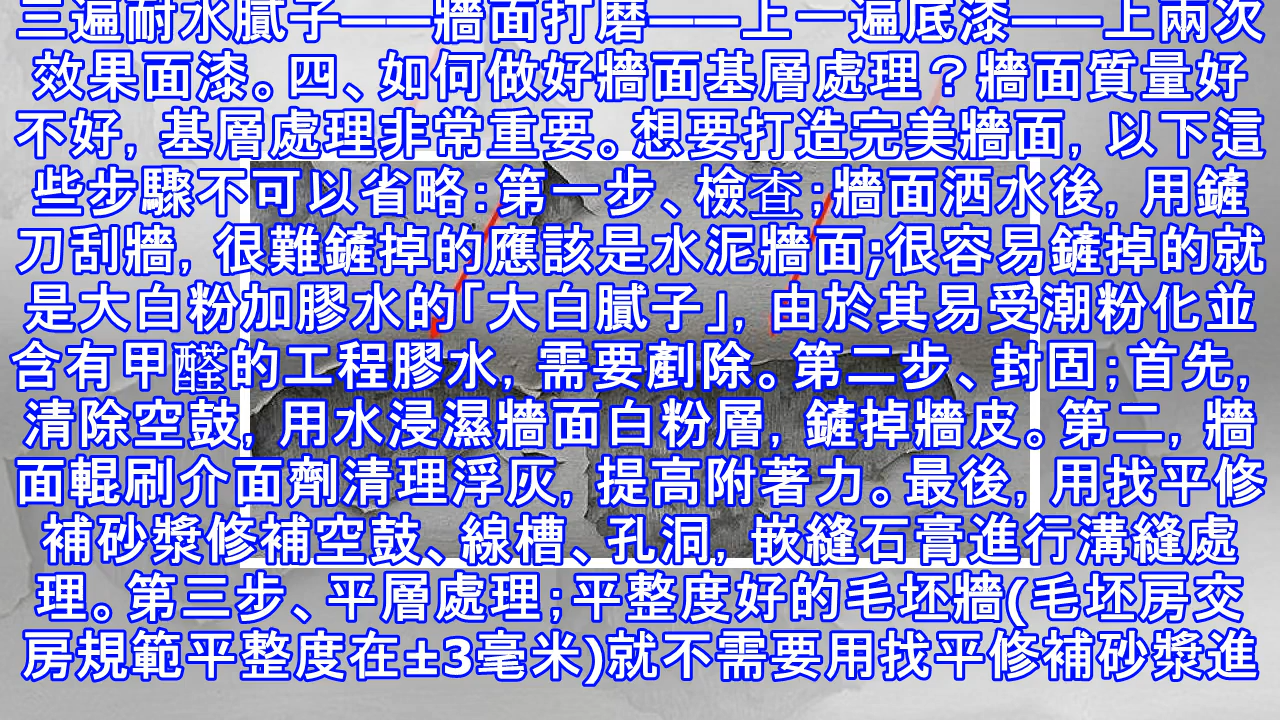 三遍耐水膩子——牆面打磨——上一遍底漆——上兩次
效果面漆。四、如何做好牆面基層處理？牆面質量好
不好, 基層處理非常重要。想要打造完美牆面, 以下這
些步驟不可以省略:第一步、檢查;牆面洒水後, 用鏟
刀刮牆, 很難鏟掉的應該是水泥牆面;很容易鏟掉的就
是大白粉加膠水的「大白膩子」, 由於其易受潮粉化並
含有甲醛的工程膠水, 需要剷除。第二步、封固;首先,
清除空鼓, 用水浸濕牆面白粉層, 鏟掉牆皮。第二, 牆
面輥刷介面劑清理浮灰, 提高附著力。最後, 用找平修
補砂漿修補空鼓、線槽、孔洞, 嵌縫石膏進行溝縫處
理。第三步、平層處理;平整度好的毛坯牆(毛坯房交
房規範平整度在±3毫米)就不需要用找平修補砂漿進